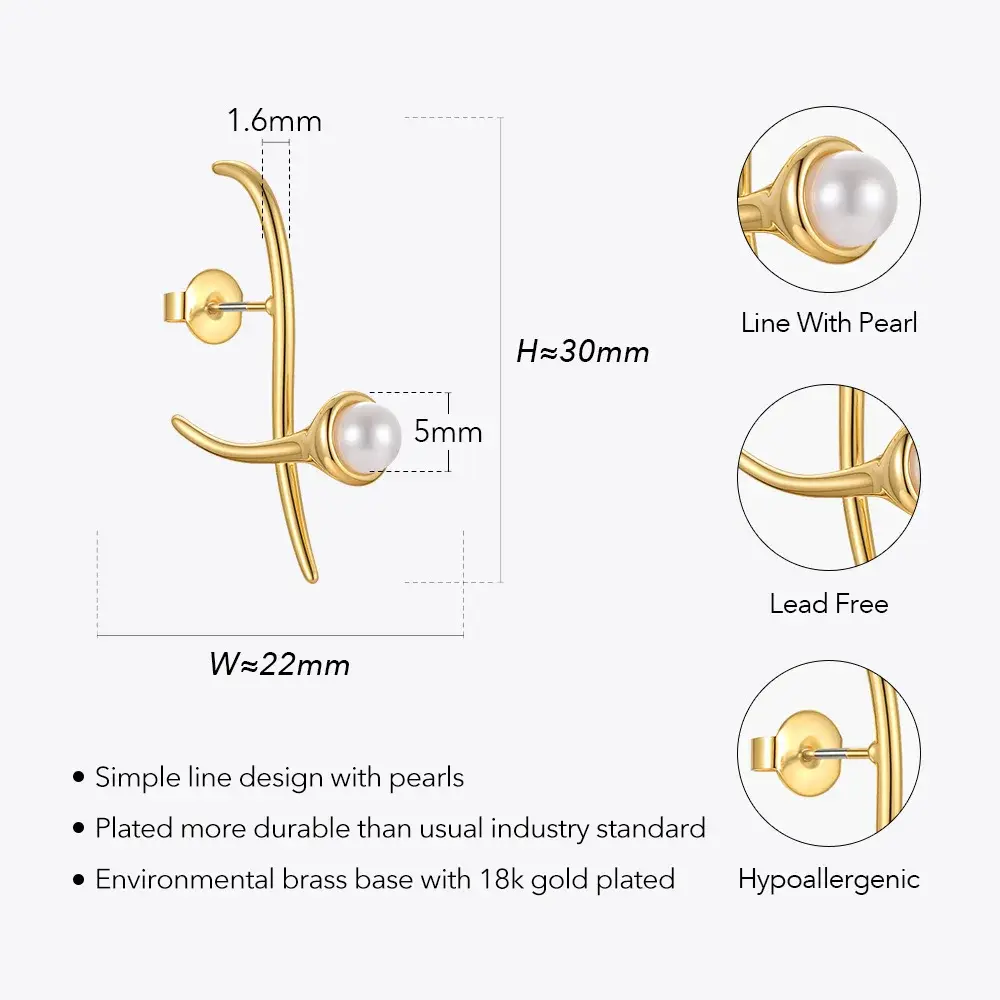 1.6mm
H≈30mm
5mm
W≈22mm
Line With Pearl
Lead Free
Hypoallergenic
• Simple line design with pearls
• Plated more durable than usual industry standard
• Environmental brass base with 18k gold plated